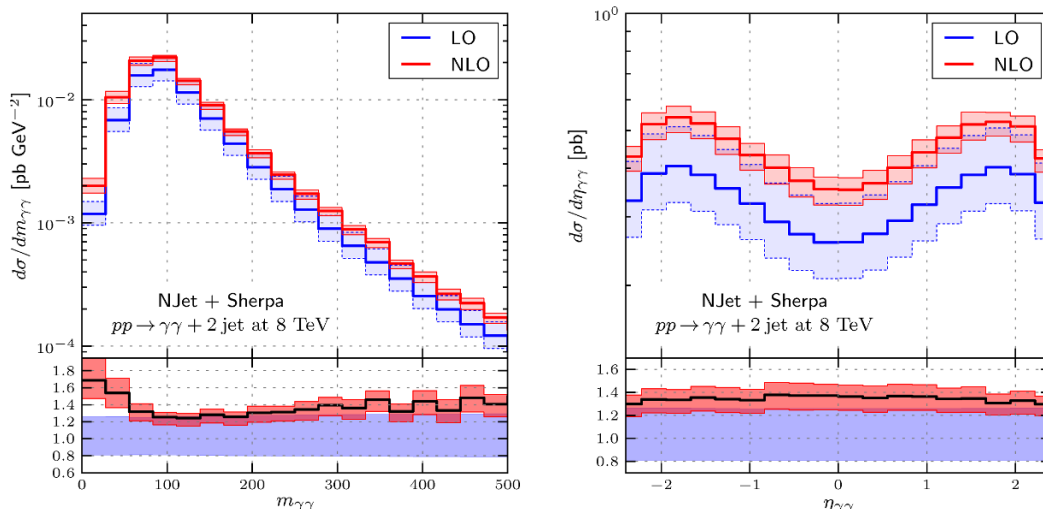 LO
NLO
10⁻²
10⁻³
10⁻⁴
dσ/dm_γγ [pb GeV⁻²]
NJet + Sherpa
pp → γγ + 2 jet at 8 TeV
1.8
1.6
1.4
1.2
1.0
0.8
0.6
0 100 200 300 400 500
m_γγ
10⁰
LO
NLO
dσ/dη_γγ [pb]
NJet + Sherpa
pp → γγ + 2 jet at 8 TeV
1.6
1.4
1.2
1.0
0.8
−2 −1 0 1 2
η_γγ